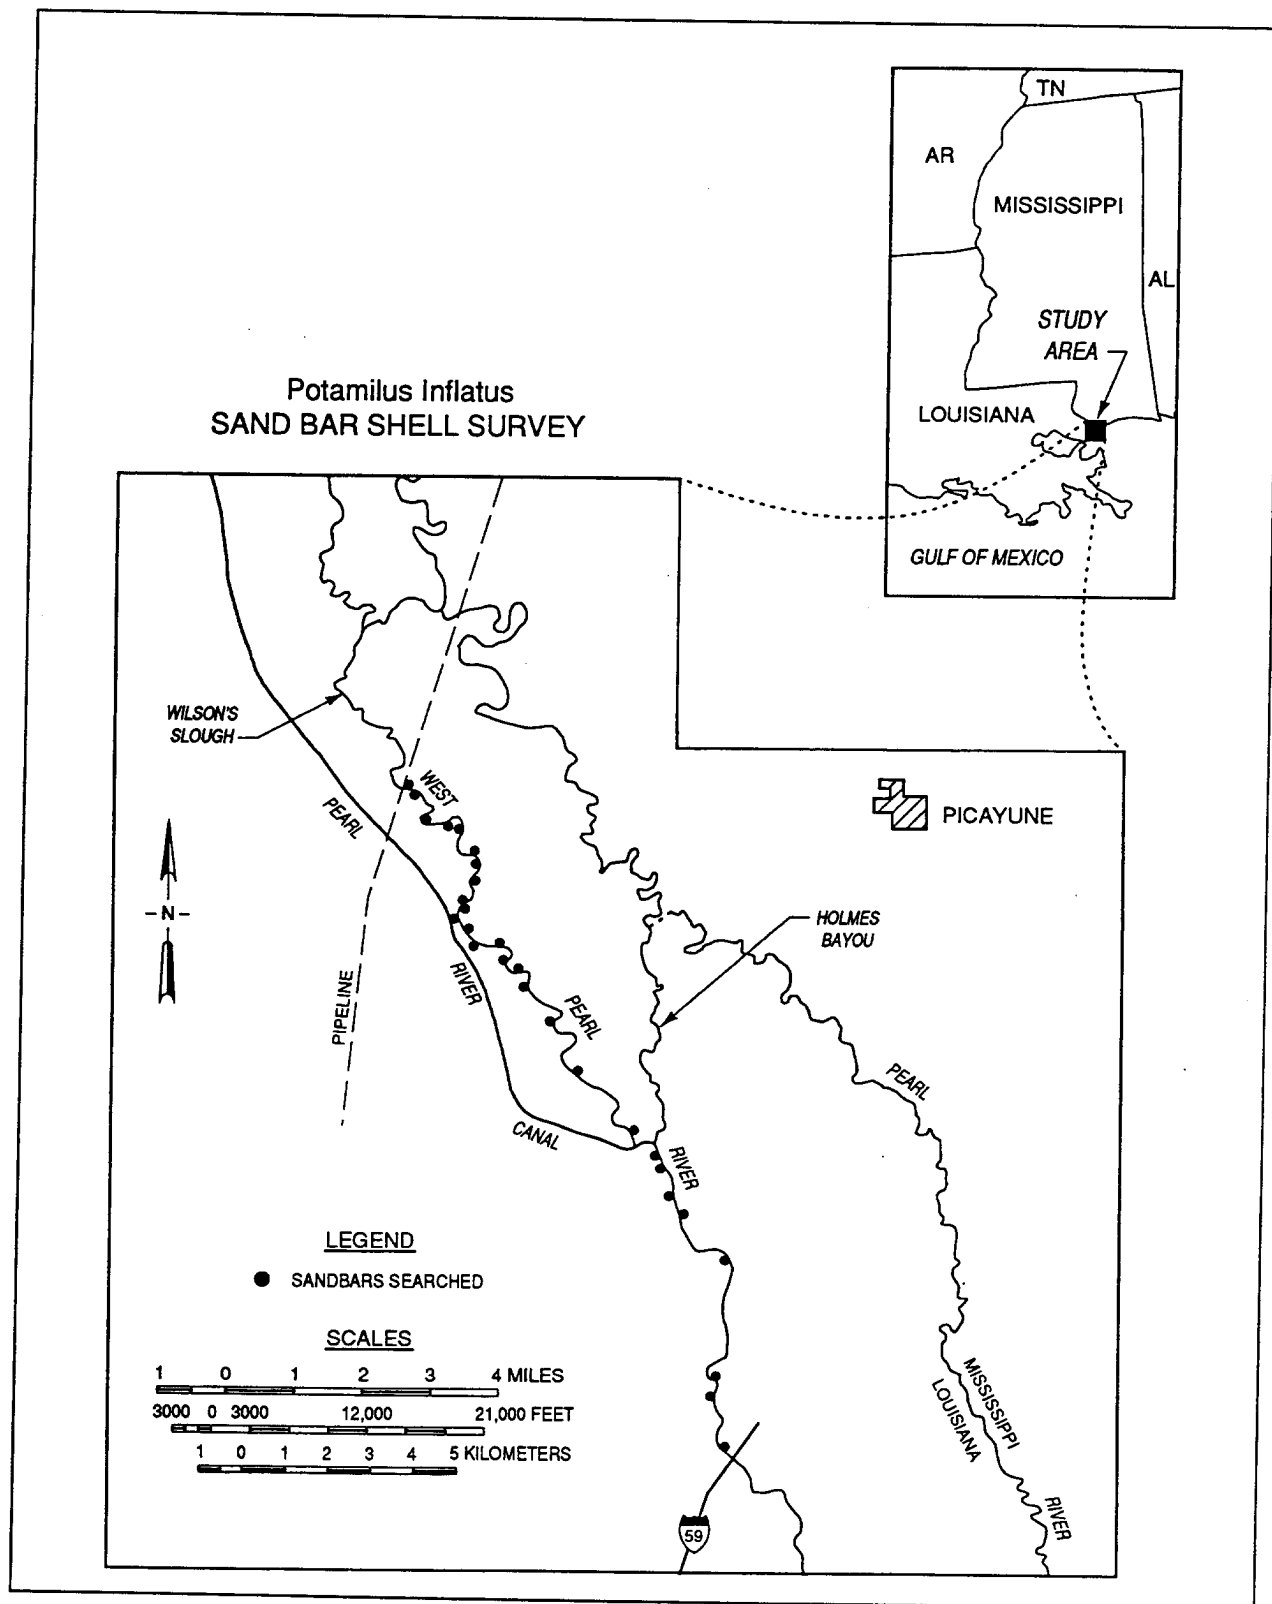 TN
AR
MISSISSIPPI
AL
STUDY
AREA
LOUISIANA
GULF OF MEXICO
Potamilus Inflatus
SAND BAR SHELL SURVEY
WILSON'S
SLOUGH
WEST
PEARL
PICAYUNE
-N-
HOLMES
BAYOU
RIVER
PEARL
PIPELINE
PEARL
CANAL
RIVER
LEGEND
SANDBARS SEARCHED
SCALES
1 0 1 2 3 4 MILES
3000 0 3000 12,000 21,000 FEET
1 0 1 2 3 4 5 KILOMETERS
MISSISSIPPI
LOUISIANA
RIVER
59